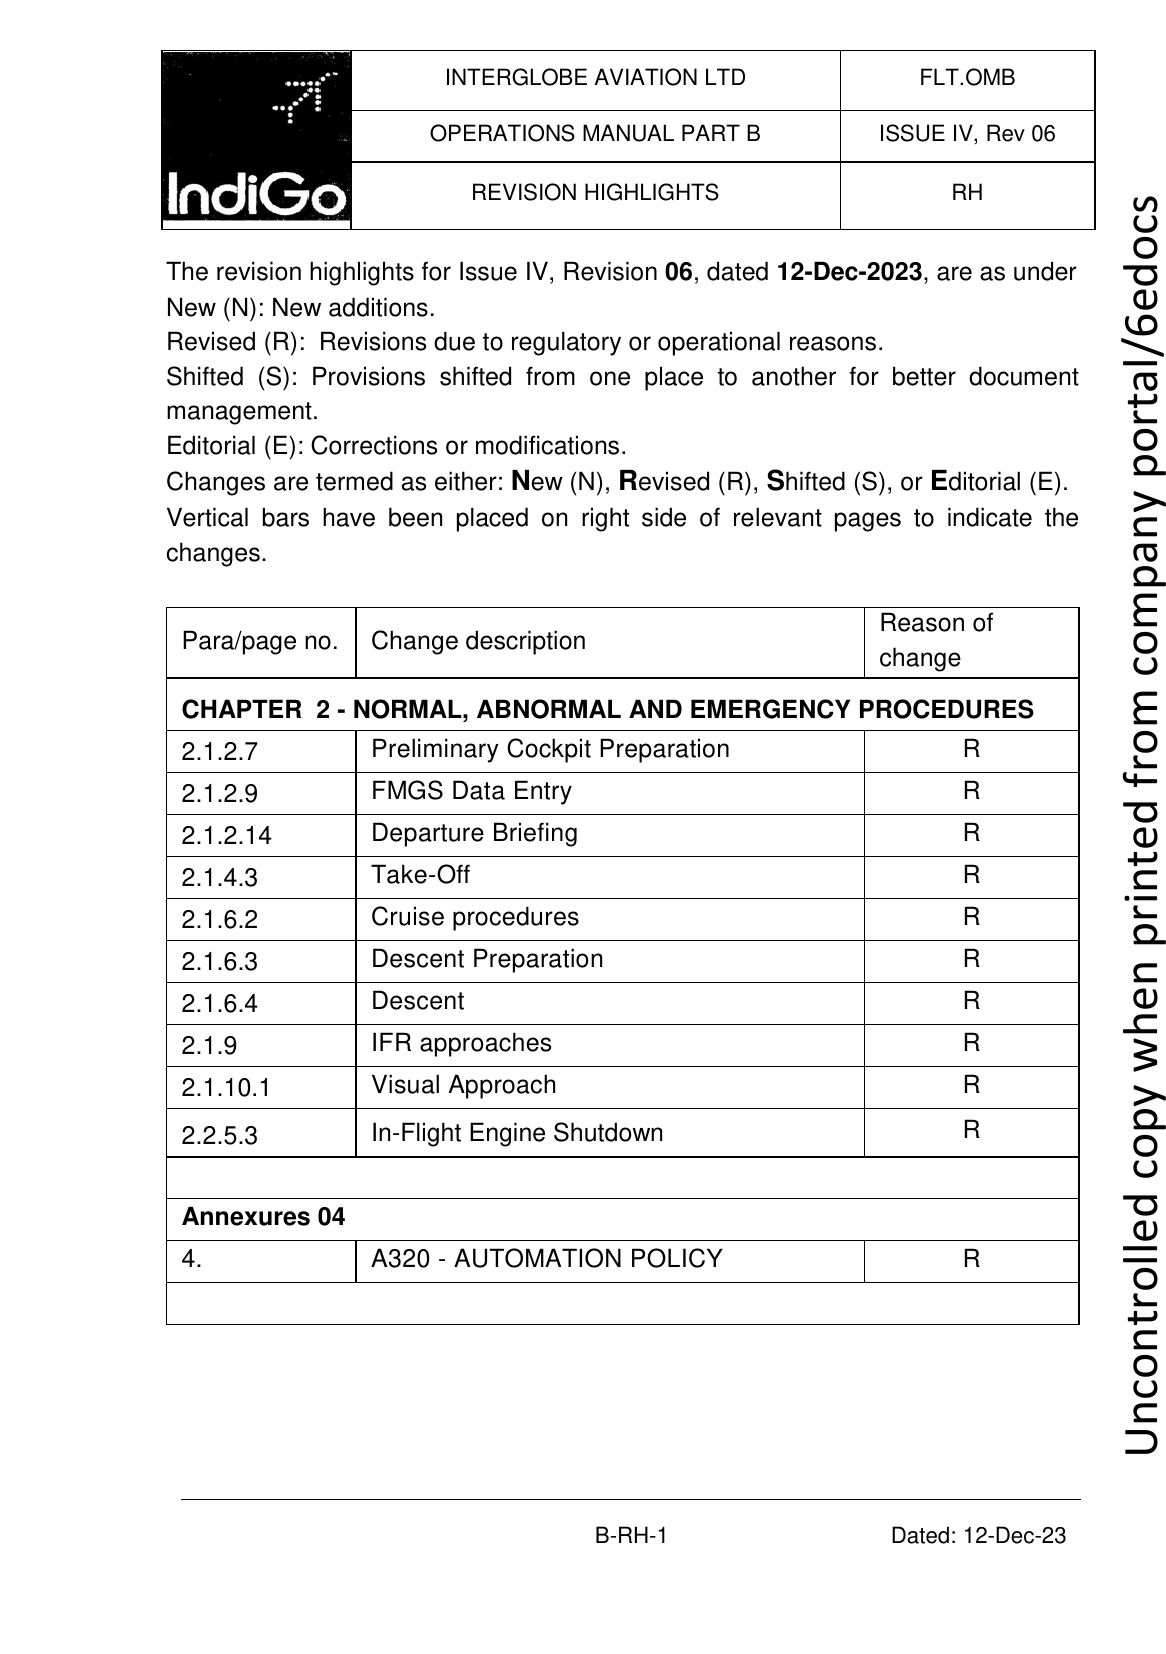 IndiGo
INTERGLOBE AVIATION LTD
FLT.OMB
OPERATIONS MANUAL PART B
ISSUE IV, Rev 06
REVISION HIGHLIGHTS
RH
The revision highlights for Issue IV, Revision 06, dated 12-Dec-2023, are as under
New (N): New additions.
Revised (R):  Revisions due to regulatory or operational reasons.
Shifted (S): Provisions shifted from one place to another for better document
management.
Editorial (E): Corrections or modifications.
Changes are termed as either: New (N), Revised (R), Shifted (S), or Editorial (E).
Vertical bars have been placed on right side of relevant pages to indicate the
changes.
Para/page no.
Change description
Reason of
change
CHAPTER  2 - NORMAL, ABNORMAL AND EMERGENCY PROCEDURES
2.1.2.7
Preliminary Cockpit Preparation
R
2.1.2.9
FMGS Data Entry
R
2.1.2.14
Departure Briefing
R
2.1.4.3
Take-Off
R
2.1.6.2
Cruise procedures
R
2.1.6.3
Descent Preparation
R
2.1.6.4
Descent
R
2.1.9
IFR approaches
R
2.1.10.1
Visual Approach
R
2.2.5.3
In-Flight Engine Shutdown
R
Annexures 04
4.
A320 - AUTOMATION POLICY
R
B-RH-1
Dated: 12-Dec-23
Uncontrolled copy when printed from company portal/6edocs